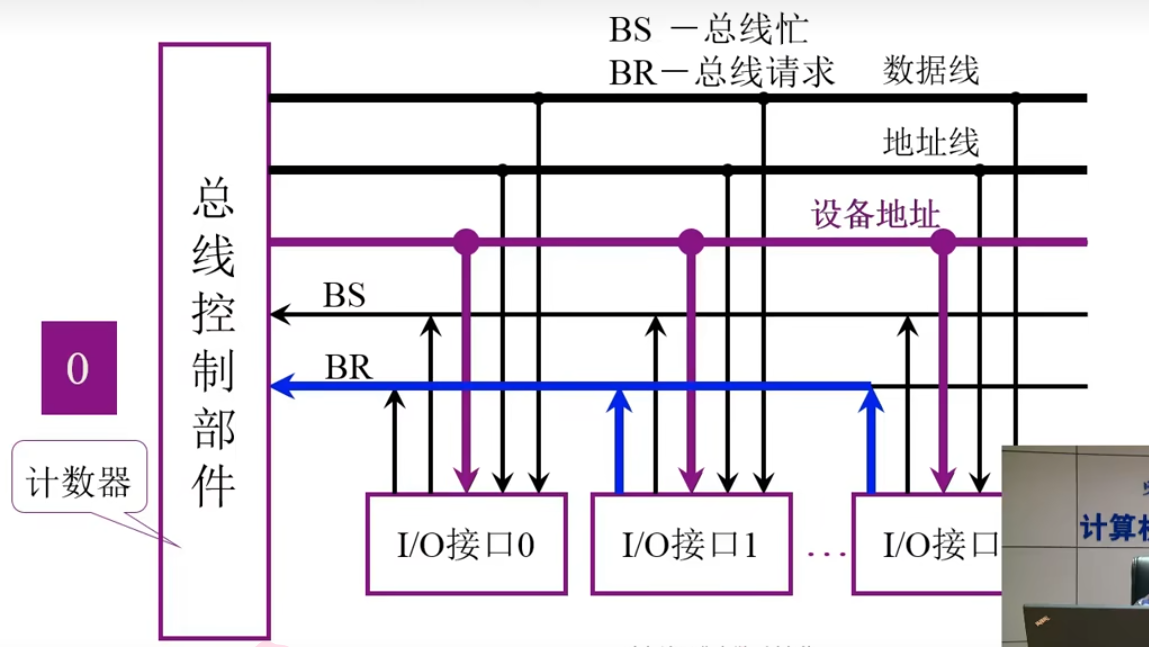 BS －总线忙
BR－总线请求
数据线
地址线
设备地址
BS
BR
0
总线控制部件
计数器
I/O接口0
I/O接口1
…
I/O接口
计算